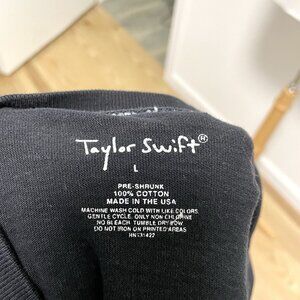 Taylor Swift®
L
PRE-SHRUNK
100% COTTON
MADE IN THE USA
MACHINE WASH COLD WITH LIKE COLORS
GENTLE CYCLE. ONLY NON CHLORINE
NO BLEACH. TUMBLE DRY LOW
DO NOT IRON ON PRINTED AREAS